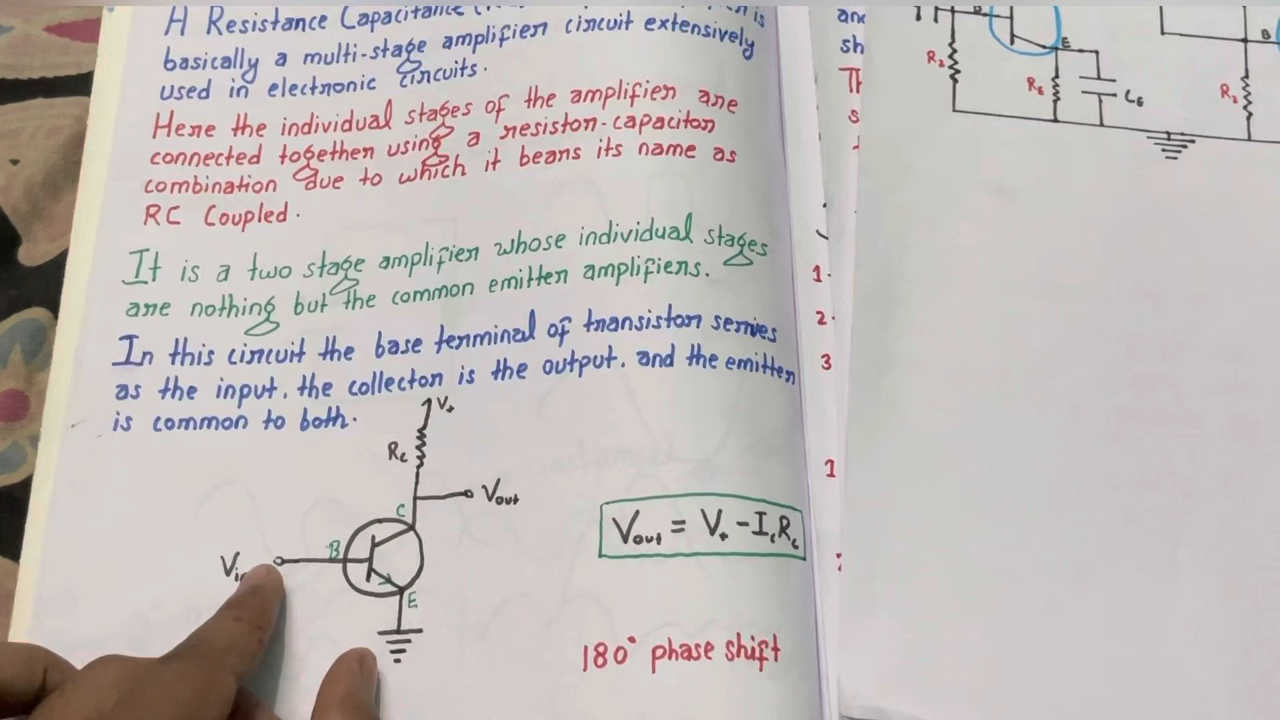 A Resistance Capacitance
is
basically a multi-stage amplifier circuit extensively
used in electronic circuits.
Here the individual stages of the amplifier are
connected together using a resistor-capacitor
combination due to which it bears its name as
RC Coupled.
It is a two stage amplifier whose individual stages
are nothing but the common emitter amplifiers.
In this circuit the base terminal of transistor serves
as the input, the collector is the output, and the emitter
is common to both.
V+
Rc
C
Vout
B
E
Vout = V+ - IcRc
180° phase shift
and
sh
1.
2.
3
1
R2
E
RE
CE
B
R2